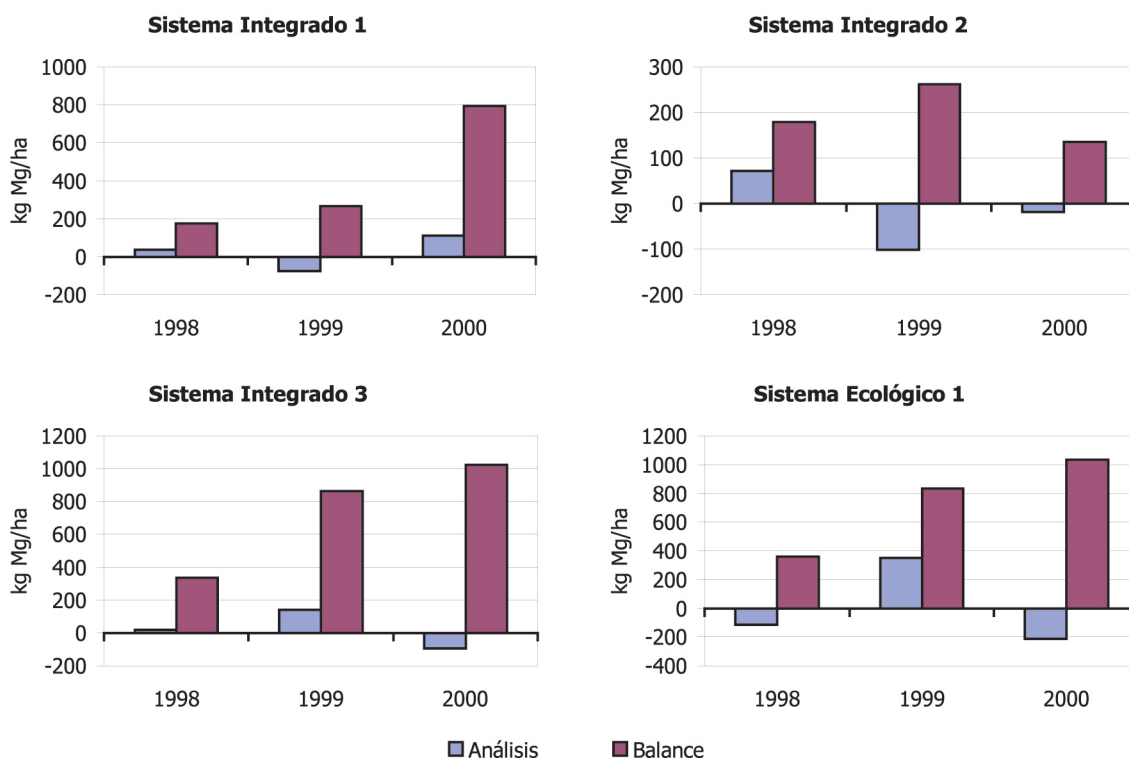 Sistema Integrado 1
kg Mg/ha
1000
800
600
400
200
0
-200
1998 1999 2000
Sistema Integrado 2
kg Mg/ha
300
200
100
0
-100
-200
1998 1999 2000
Sistema Integrado 3
kg Mg/ha
1200
1000
800
600
400
200
0
-200
1998 1999 2000
Sistema Ecológico 1
kg Mg/ha
1200
1000
800
600
400
200
0
-200
-400
1998 1999 2000
Análisis Balance